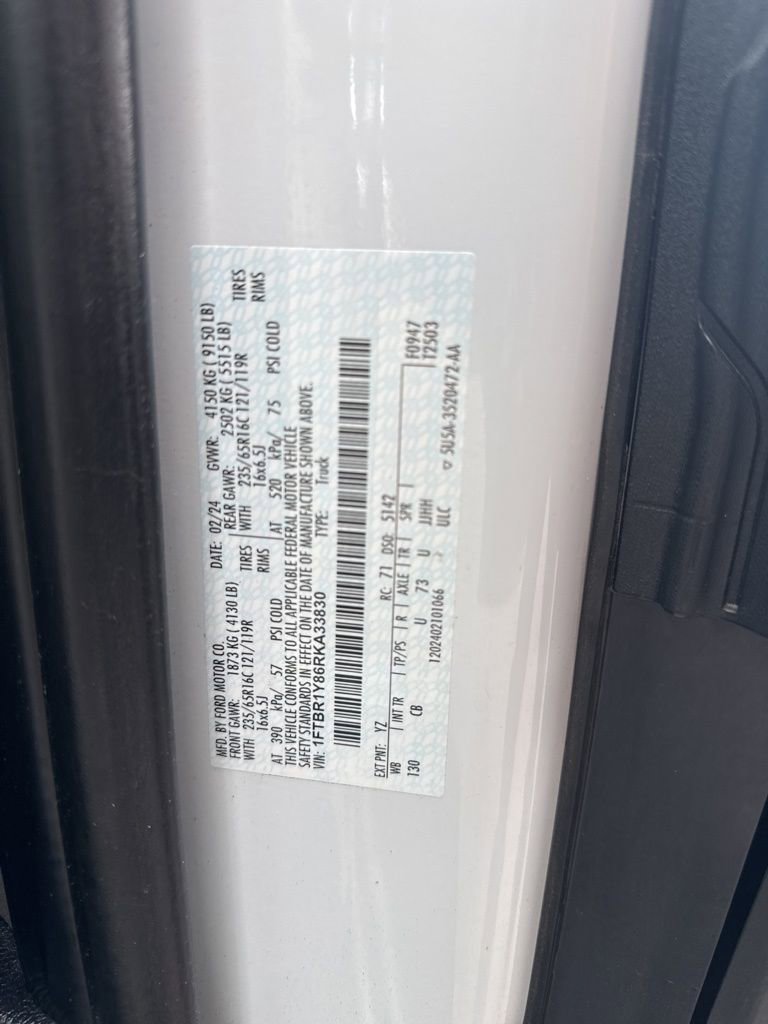 MFD. BY FORD MOTOR CO.
DATE: 02/24 GVWR: 4150 KG ( 9150 LB)
FRONT GAWR: 1873 KG ( 4130 LB) REAR GAWR: 2502 KG ( 5515 LB)
WITH 235/65R16C 121/119R TIRES WITH 235/65R16C 121/119R TIRES
16x6.5J RIMS 16x6.5J RIMS
AT 390 kPa/ 57 PSI COLD AT 520 kPa/ 75 PSI COLD
THIS VEHICLE CONFORMS TO ALL APPLICABLE FEDERAL MOTOR VEHICLE
SAFETY STANDARDS IN EFFECT ON THE DATE OF MANUFACTURE SHOWN ABOVE.
VIN: 1FTBR1Y86RKA33830 TYPE: Truck
EXT PNT: YZ RC: 71 DSO: 5142
WB INT TR TP/PS R AXLE TR SPR F0947
130 CB U 73 U JJHH T2503
1202402101066 ULC SU5A-3520472-AA